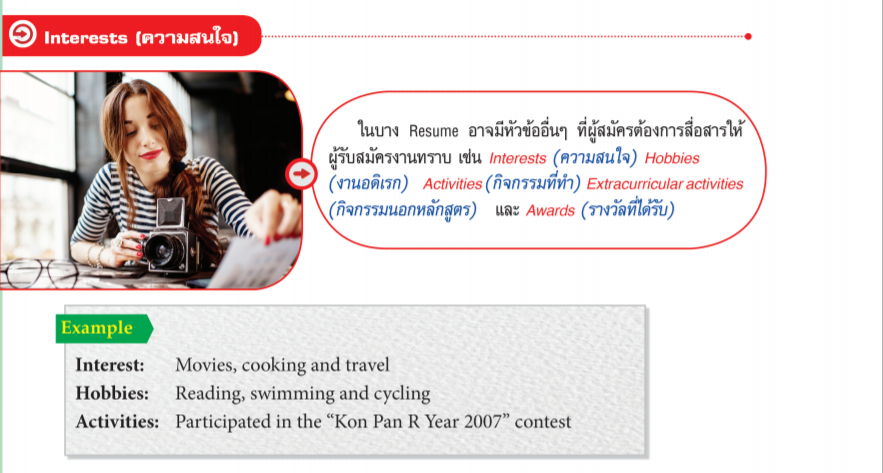 Interests (ความสนใจ)
ในบาง Resume อาจมีหัวข้ออื่นๆ ที่ผู้สมัครต้องการสื่อสารให้
ผู้รับสมัครงานทราบ เช่น Interests (ความสนใจ) Hobbies
(งานอดิเรก) Activities (กิจกรรมที่ทำ) Extracurricular activities
(กิจกรรมนอกหลักสูตร) และ Awards (รางวัลที่ได้รับ)
Example
Interest: Movies, cooking and travel
Hobbies: Reading, swimming and cycling
Activities: Participated in the “Kon Pan R Year 2007” contest